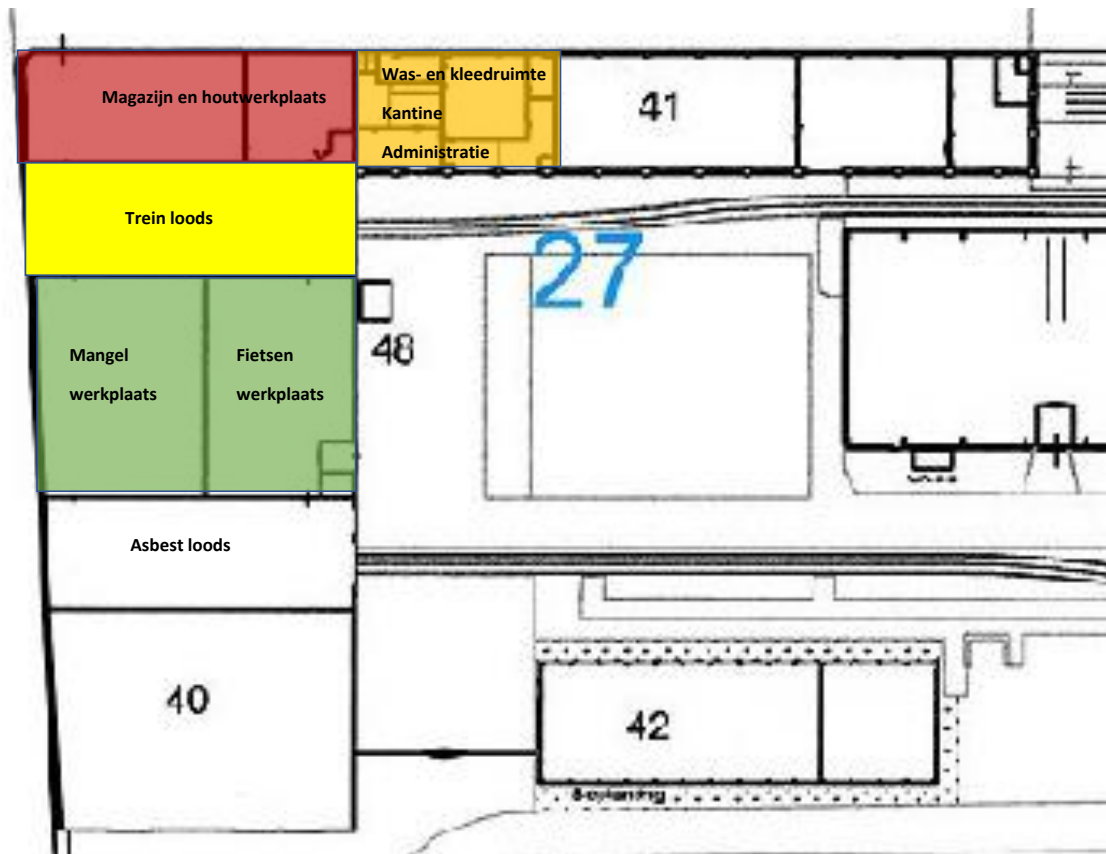 Magazijn en houtwerkplaats
Was- en kleedruimte
Kantine
Administratie
41
Trein loods
27
Mangel
werkplaats
Fietsen
werkplaats
48
Asbest loods
40
42
Beplanting